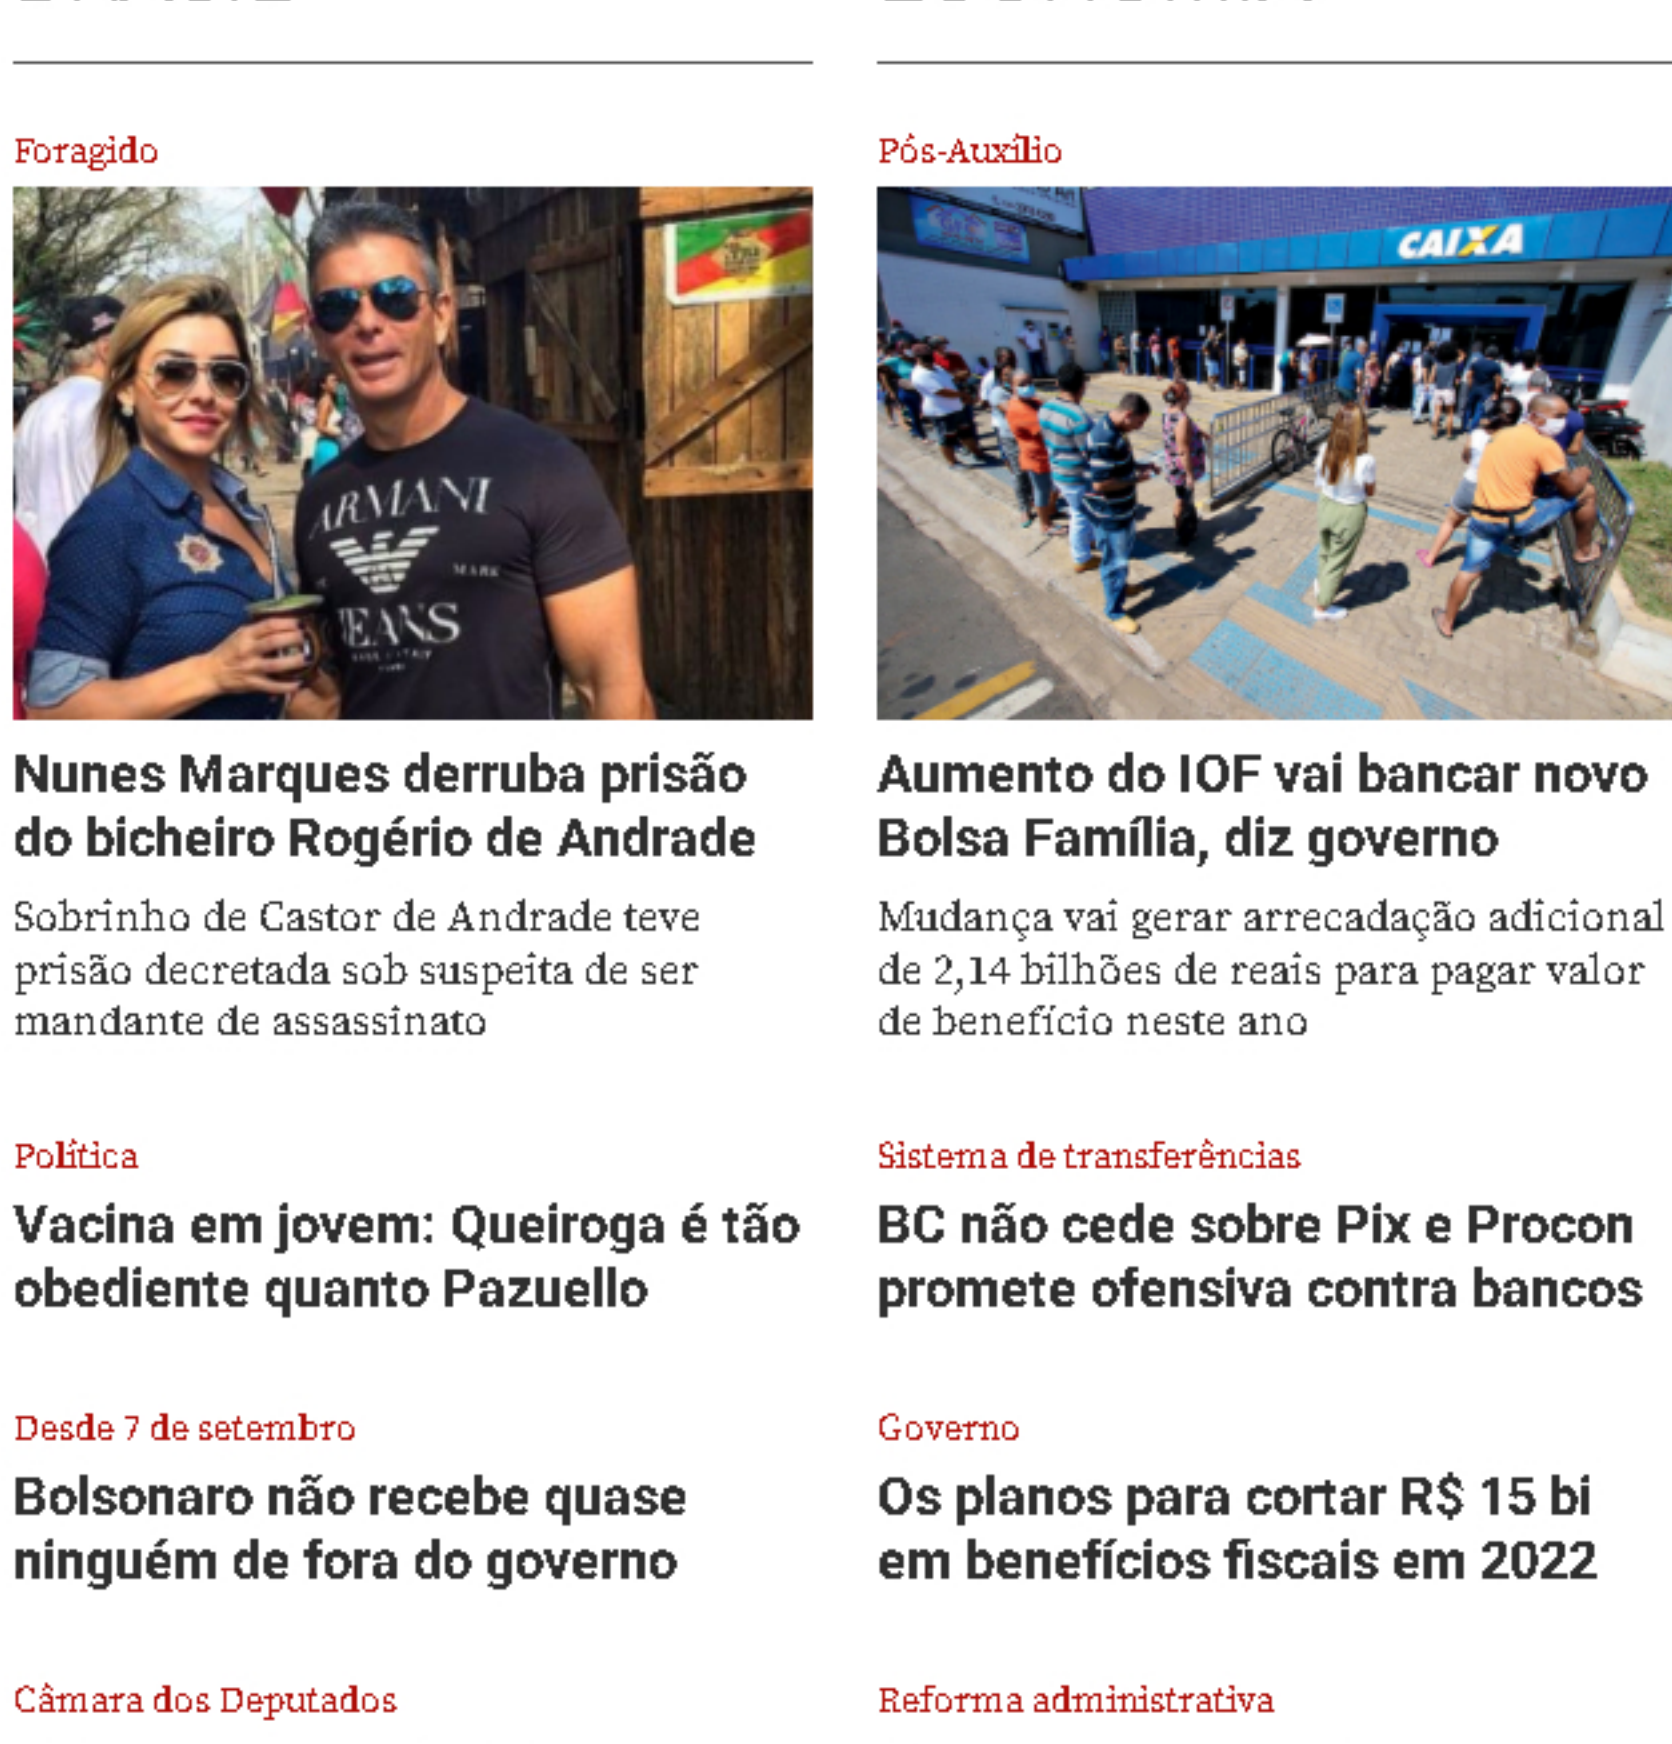 Foragido
ARMANI
JEANS
Nunes Marques derruba prisão
do bicheiro Rogério de Andrade
Sobrinho de Castor de Andrade teve
prisão decretada sob suspeita de ser
mandante de assassinato
Política
Vacina em jovem: Queiroga é tão
obediente quanto Pazuello
Desde 7 de setembro
Bolsonaro não recebe quase
ninguém de fora do governo
Câmara dos Deputados
Pós-Auxílio
CAIXA
Aumento do IOF vai bancar novo
Bolsa Família, diz governo
Mudança vai gerar arrecadação adicional
de 2,14 bilhões de reais para pagar valor
de benefício neste ano
Sistema de transferências
BC não cede sobre Pix e Procon
promete ofensiva contra bancos
Governo
Os planos para cortar R$ 15 bi
em benefícios fiscais em 2022
Reforma administrativa